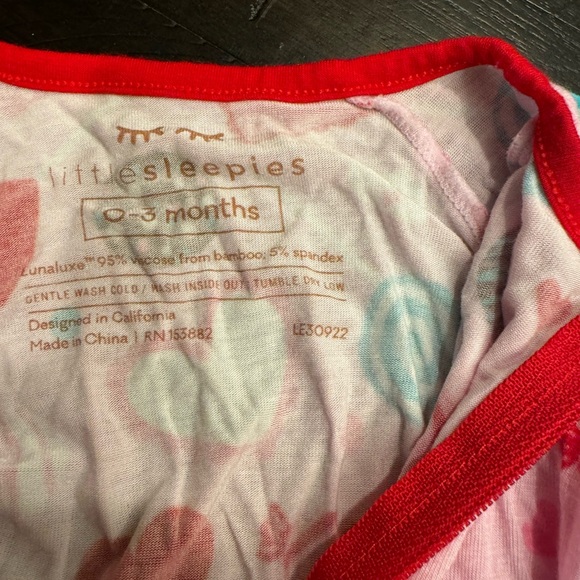 littlesleepies
0-3 months
Lunaluxe™ 95% viscose from bamboo; 5% spandex
GENTLE WASH COLD / WASH INSIDE OUT; TUMBLE DRY LOW
Designed in California
Made in China | RN 153882 LE30922